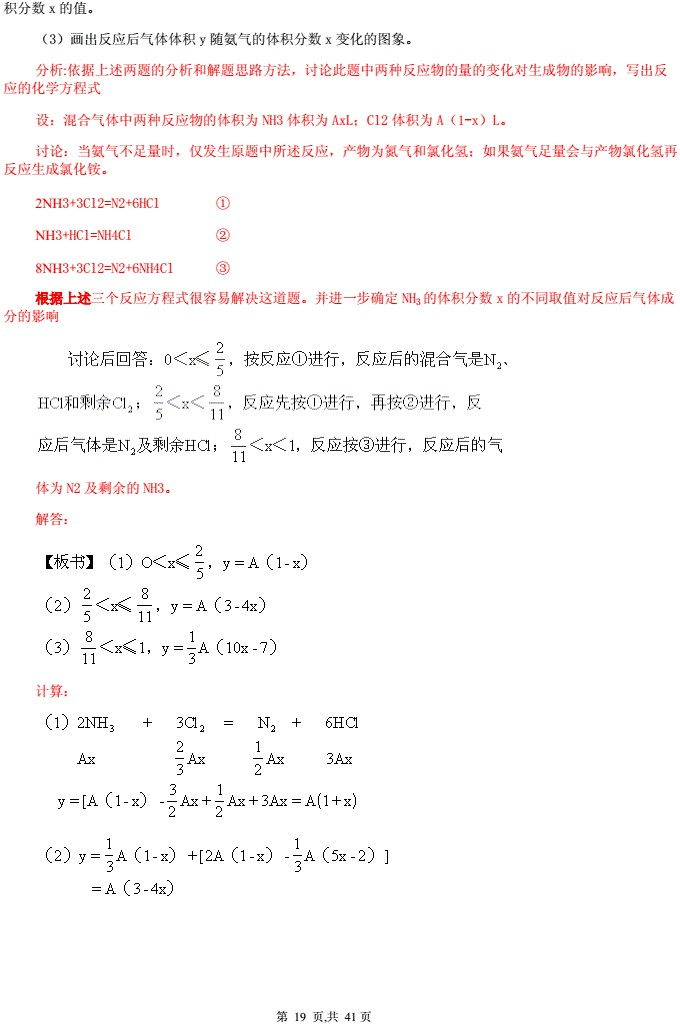 积分数 x 的值。
（3）画出反应后气体体积 y 随氨气的体积分数 x 变化的图象。
分析:依据上述两题的分析和解题思路方法，讨论此题中两种反应物的量的变化对生成物的影响，写出反
应的化学方程式
设：混合气体中两种反应物的体积为 NH3 体积为 AxL；Cl2 体积为 A（1-x）L。
讨论：当氨气不足量时，仅发生原题中所述反应，产物为氮气和氯化氢；如果氨气足量会与产物氯化氢再
反应生成氯化铵。
2NH3+3Cl2=N2+6HCl ①
NH3+HCl=NH4Cl ②
8NH3+3Cl2=N2+6NH4Cl ③
根据上述三个反应方程式很容易解决这道题。并进一步确定 NH₃ 的体积分数 x 的不同取值对反应后气体成
分的影响
讨论后回答：0＜x≤2/5，按反应①进行，反应后的混合气是N₂、
HCl和剩余Cl₂；2/5＜x＜8/11，反应先按①进行，再按②进行，反
应后气体是N₂及剩余HCl；8/11＜x＜1，反应按③进行，反应后的气
体为 N2 及剩余的 NH3。
解答：
【板书】（1）O＜x≤2/5，y = A（1-x）
（2）2/5＜x≤8/11，y = A（3-4x）
（3）8/11＜x≤1，y = 1/3A（10x-7）
计算：
（1）2NH₃ + 3Cl₂ = N₂ + 6HCl
Ax 2/3Ax 1/2Ax 3Ax
y =[A（1-x）-3/2Ax+1/2Ax+3Ax = A(1+x)
（2）y = 1/3A（1-x）+[2A（1-x）-1/3A（5x-2）]
= A（3-4x）
第 19 页,共 41 页